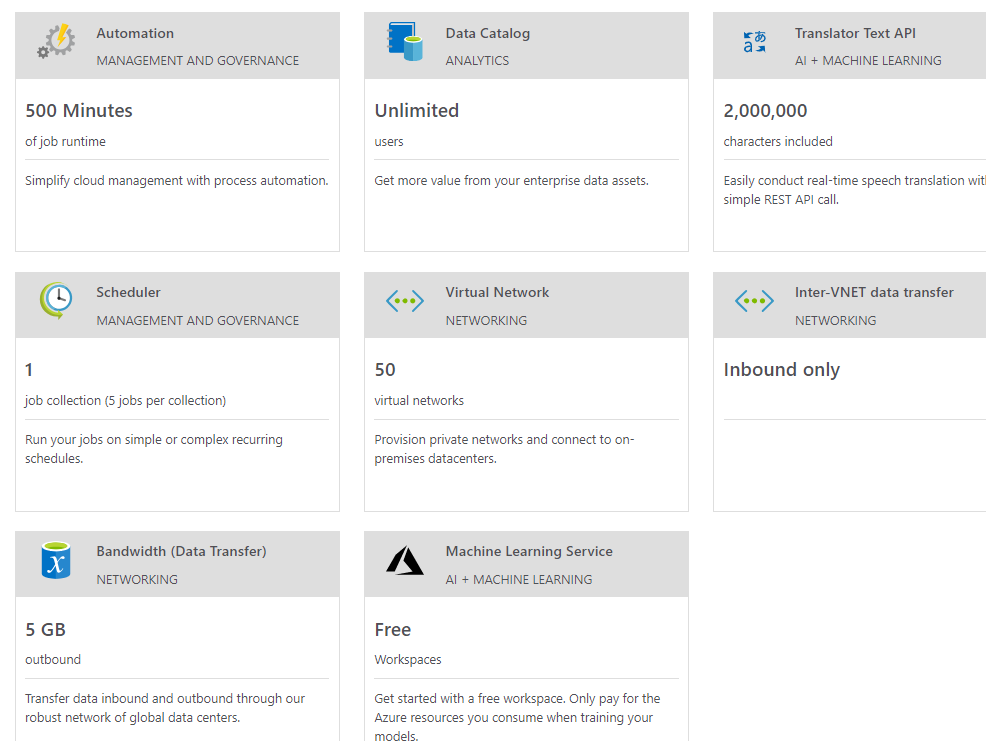 Automation
MANAGEMENT AND GOVERNANCE
500 Minutes
of job runtime
Simplify cloud management with process automation.
Data Catalog
ANALYTICS
Unlimited
users
Get more value from your enterprise data assets.
Translator Text API
AI + MACHINE LEARNING
2,000,000
characters included
Easily conduct real-time speech translation with
simple REST API call.
Scheduler
MANAGEMENT AND GOVERNANCE
1
job collection (5 jobs per collection)
Run your jobs on simple or complex recurring
schedules.
Virtual Network
NETWORKING
50
virtual networks
Provision private networks and connect to on-
premises datacenters.
Inter-VNET data transfer
NETWORKING
Inbound only
Bandwidth (Data Transfer)
NETWORKING
5 GB
outbound
Transfer data inbound and outbound through our
robust network of global data centers.
Machine Learning Service
AI + MACHINE LEARNING
Free
Workspaces
Get started with a free workspace. Only pay for the
Azure resources you consume when training your
models.